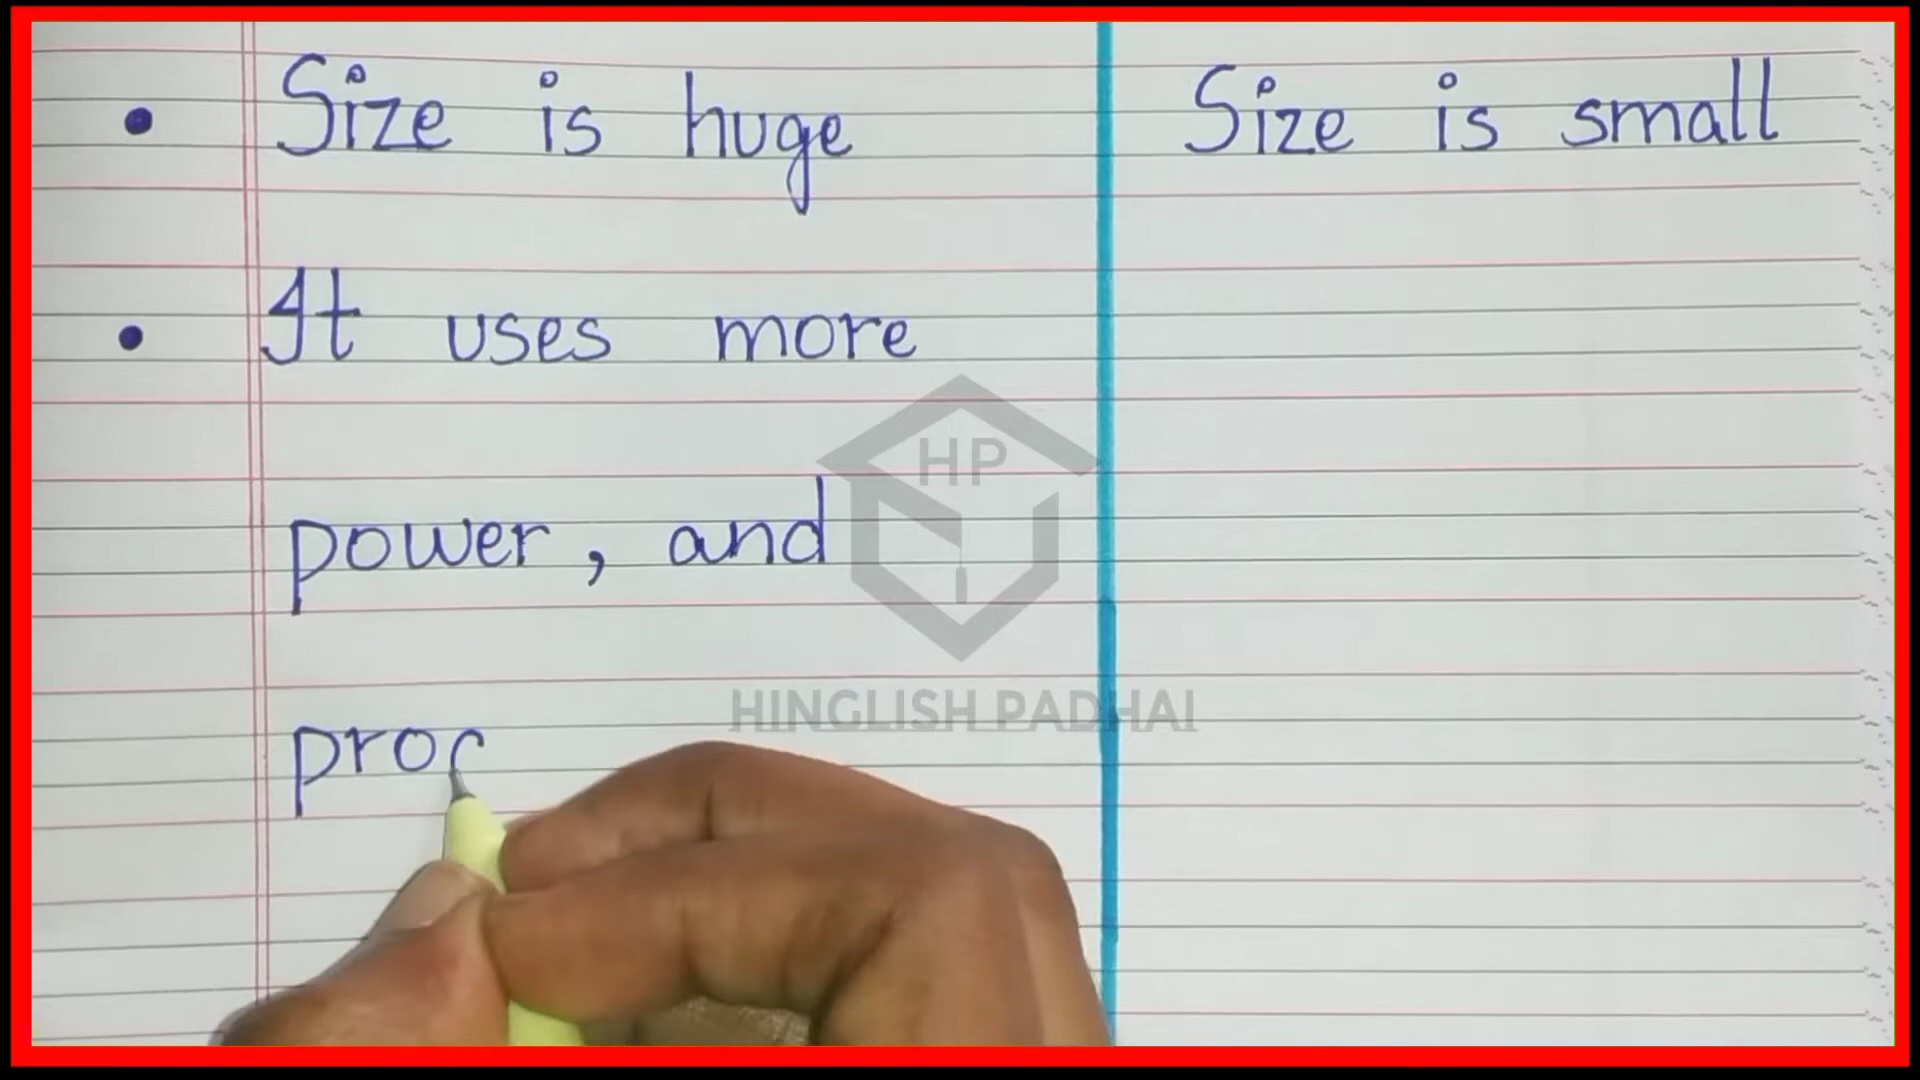 • Size is huge
Size is small
• It uses more
power, and
proc
HP
HINGLISH PADHAI